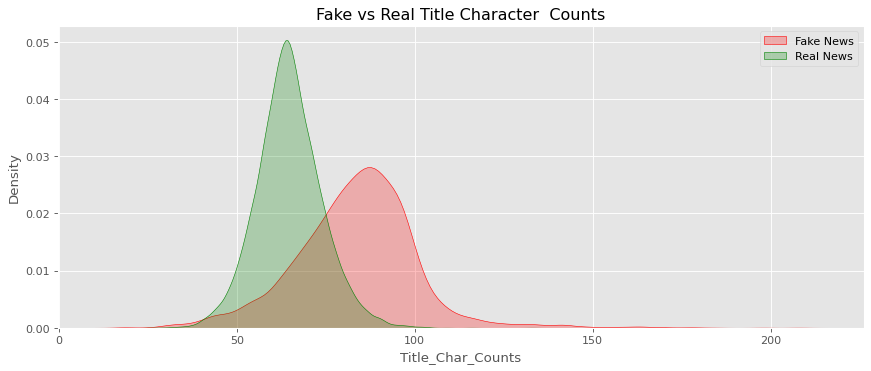 Fake vs Real Title Character  Counts
Fake News
Real News
0.05
0.04
0.03
0.02
0.01
0.00
Density
0
50
100
150
200
Title_Char_Counts